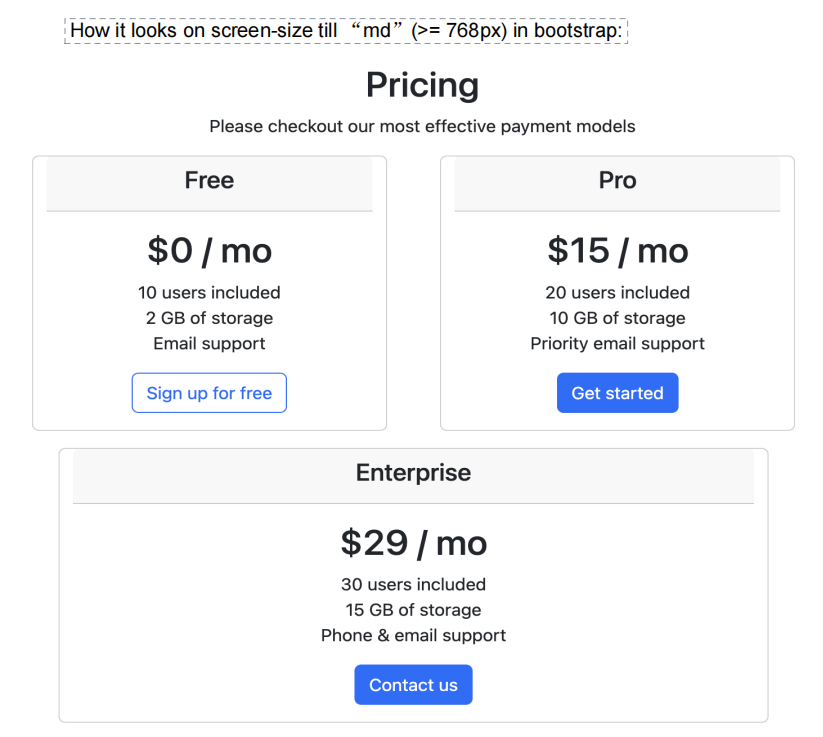 How it looks on screen-size till “md” (>= 768px) in bootstrap:
Pricing
Please checkout our most effective payment models
Free
$0 / mo
10 users included
2 GB of storage
Email support
Sign up for free
Pro
$15 / mo
20 users included
10 GB of storage
Priority email support
Get started
Enterprise
$29 / mo
30 users included
15 GB of storage
Phone & email support
Contact us